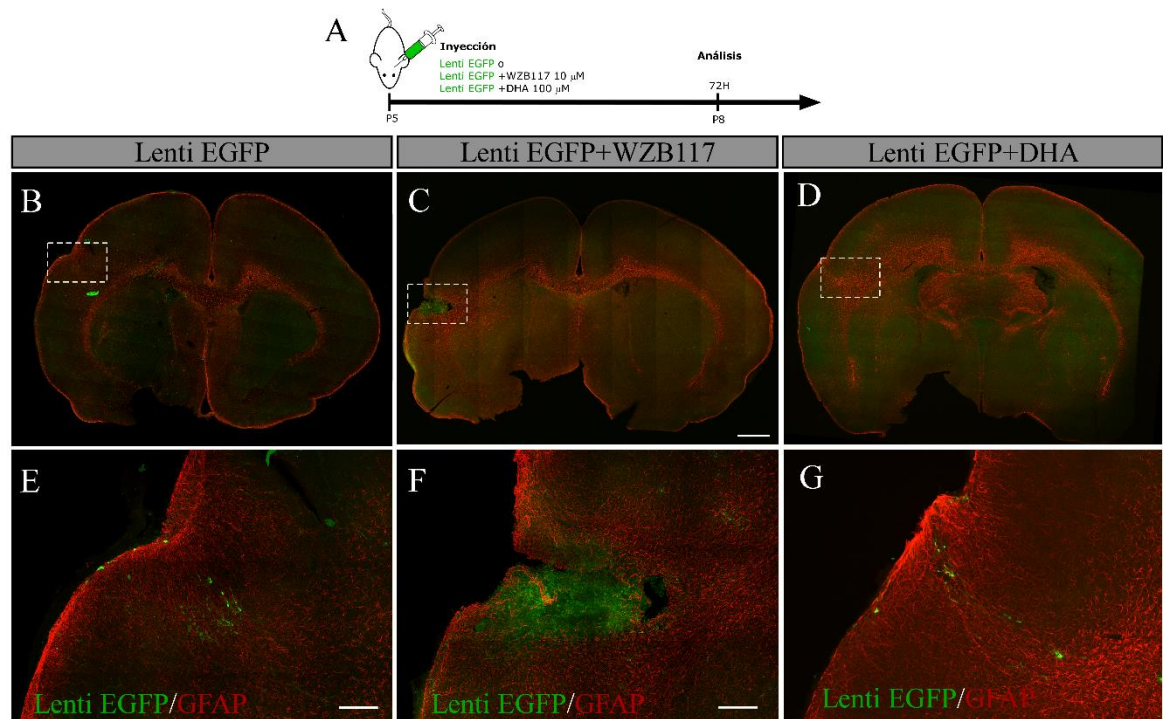 A
Inyección
Lenti EGFP o
Lenti EGFP +WZB117 10 µM
Lenti EGFP +DHA 100 µM
Análisis
72H
P5
P8
Lenti EGFP
Lenti EGFP+WZB117
Lenti EGFP+DHA
B
C
D
E
F
G
Lenti EGFP/GFAP
Lenti EGFP/GFAP
Lenti EGFP/GFAP